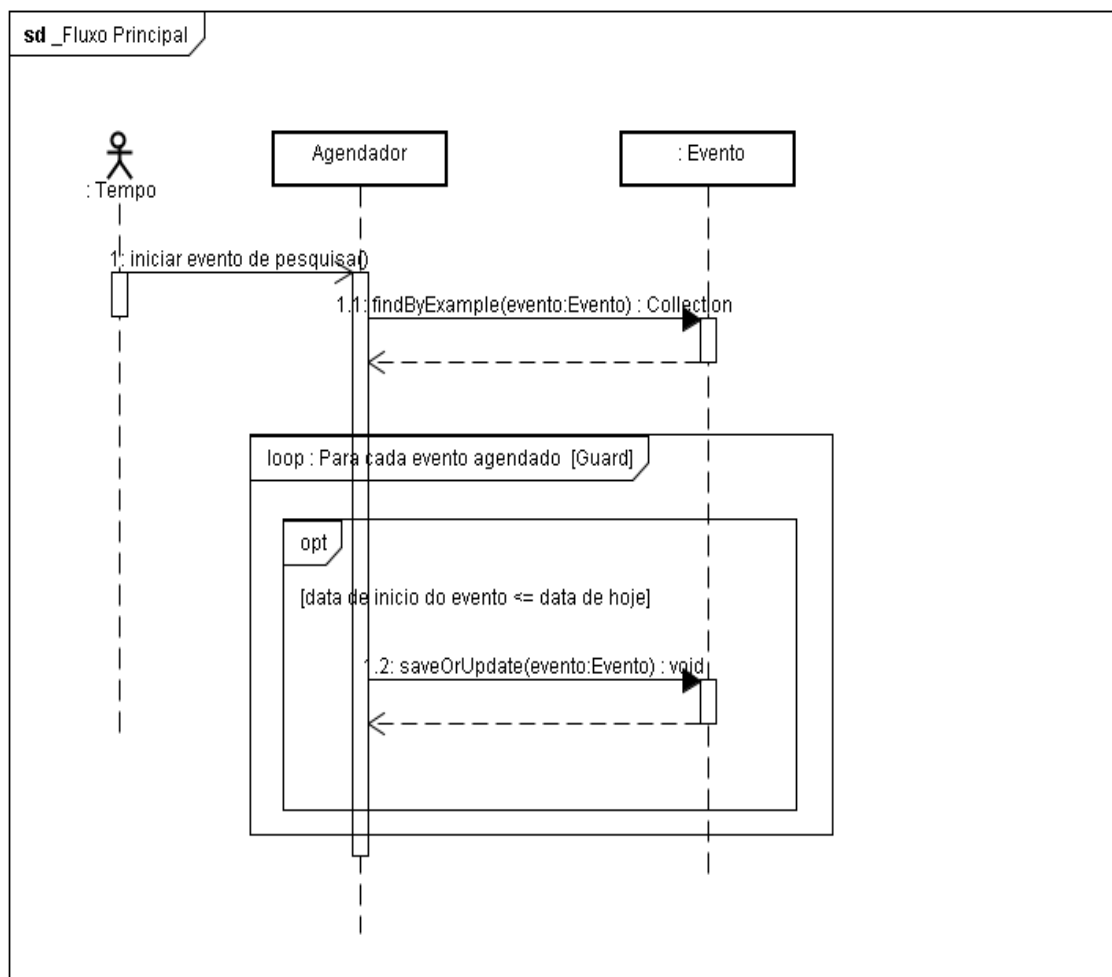 sd _Fluxo Principal
: Tempo
Agendador
: Evento
1: iniciar evento de pesquisa()
1.1: findByExample(evento:Evento) : Collection
loop : Para cada evento agendado [Guard]
opt
[data de inicio do evento <= data de hoje]
1.2: saveOrUpdate(evento:Evento) : void